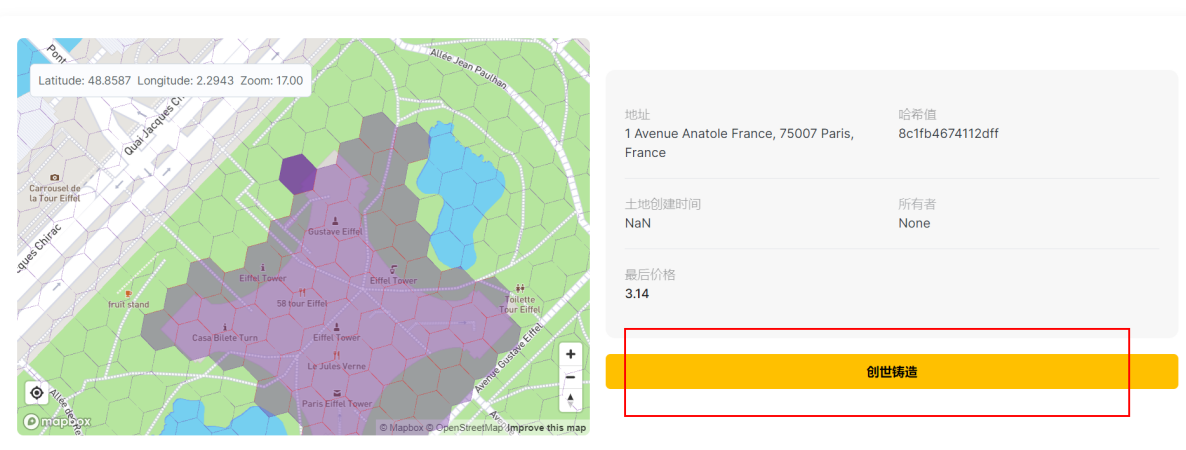 Pont
Allée Jean Paulhan
Latitude: 48.8587 Longitude: 2.2943 Zoom: 17.00
Quai Jacques Ch
Carrousel de
la Tour Eiffel
cques Chirac
Gustave Eiffel
Eiffel Tower
Eiffel Tower
fruit stand
58 tour Eiffel
Toilette
Tour Eiffel
Casa Bilete Turn
Eiffel Tower
Le Jules Verne
Avenue Gustave Eiffel
Paris Eiffel Tower
Allée de
Aven
mapbox
© Mapbox © OpenStreetMap Improve this map
地址
1 Avenue Anatole France, 75007 Paris,
France
哈希值
8c1fb4674112dff
土地创建时间
NaN
所有者
None
最后价格
3.14
创世铸造